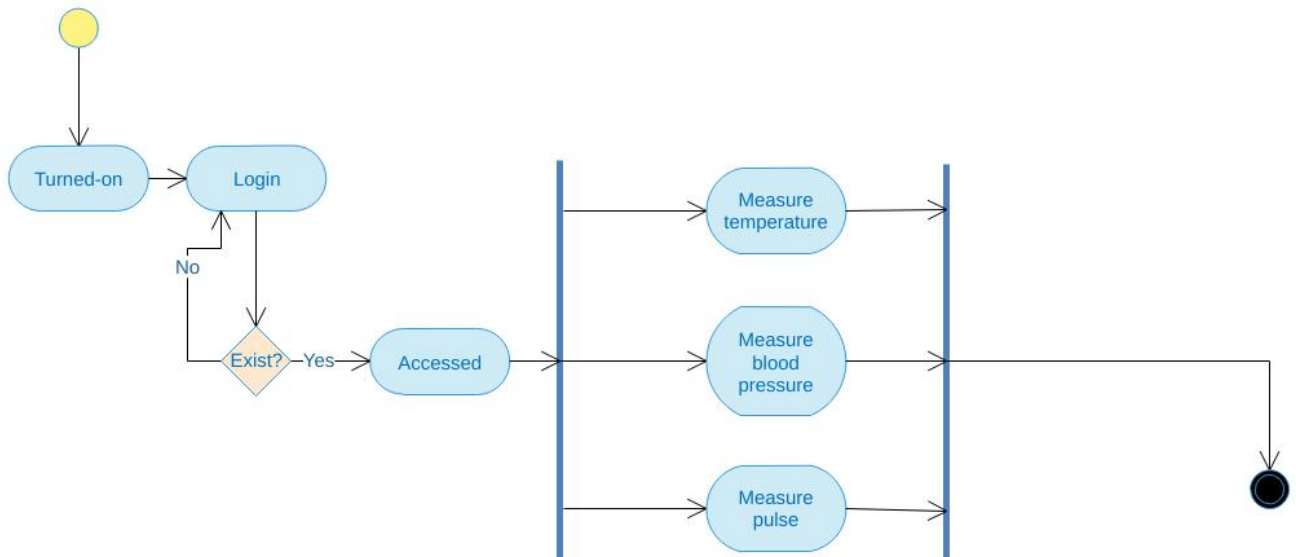 Turned-on
Login
No
Exist?
Yes
Accessed
Measure
temperature
Measure
blood
pressure
Measure
pulse